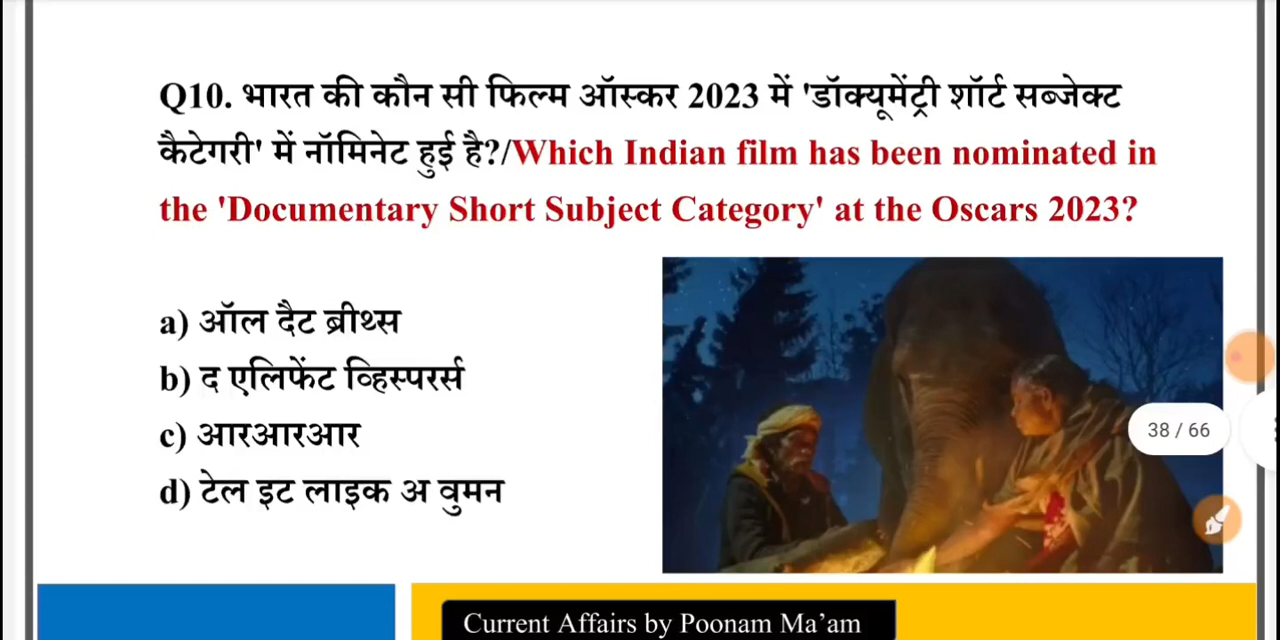 Q10. भारत की कौन सी फिल्म ऑस्कर 2023 में 'डॉक्यूमेंट्री शॉर्ट सब्जेक्ट
कैटेगरी' में नॉमिनेट हुई है?/Which Indian film has been nominated in
the 'Documentary Short Subject Category' at the Oscars 2023?
a) ऑल दैट ब्रीथ्स
b) द एलिफेंट व्हिस्परर्स
c) आरआरआर
d) टेल इट लाइक अ वुमन
38 / 66
Current Affairs by Poonam Ma’am